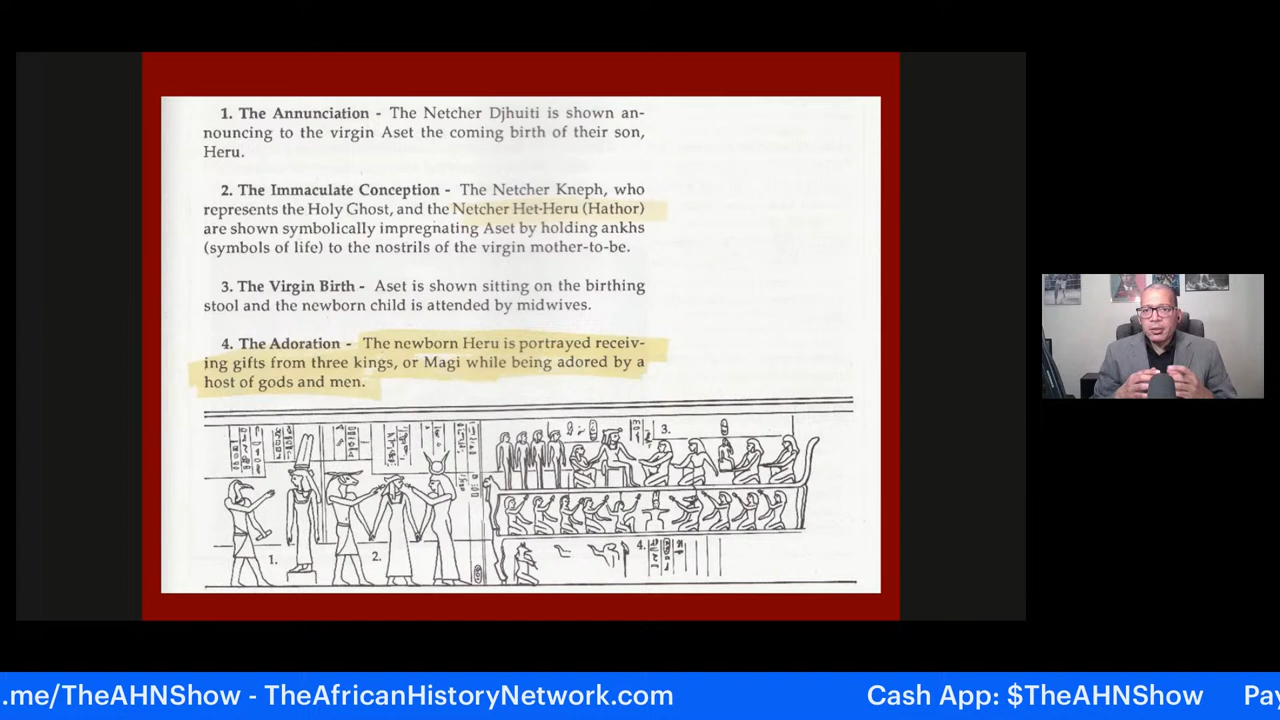 1. The Annunciation - The Netcher Djhuiti is shown an-
nouncing to the virgin Aset the coming birth of their son,
Heru.
2. The Immaculate Conception - The Netcher Kneph, who
represents the Holy Ghost, and the Netcher Het-Heru (Hathor)
are shown symbolically impregnating Aset by holding ankhs
(symbols of life) to the nostrils of the virgin mother-to-be.
3. The Virgin Birth - Aset is shown sitting on the birthing
stool and the newborn child is attended by midwives.
4. The Adoration - The newborn Heru is portrayed receiv-
ing gifts from three kings, or Magi while being adored by a
host of gods and men.
3.
1.
2.
4.
.me/TheAHNShow - TheAfricanHistoryNetwork.com
Cash App: $TheAHNShow
Pay